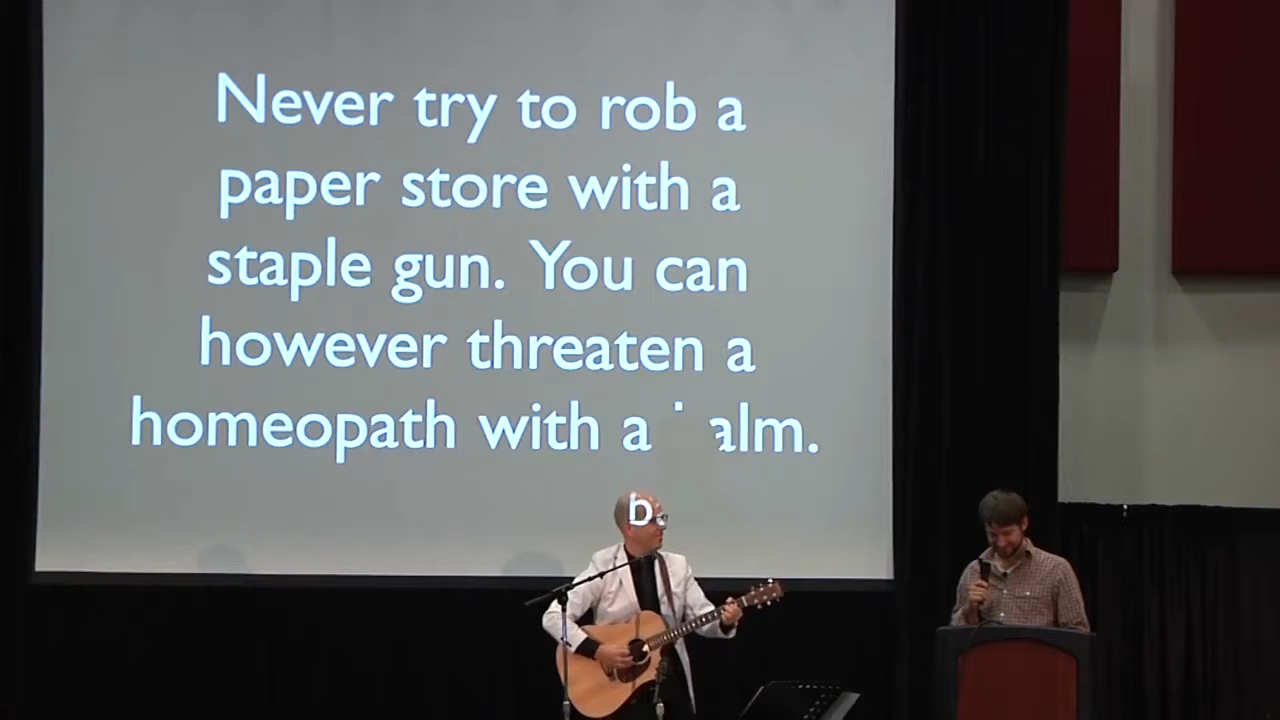 Never try to rob a
paper store with a
staple gun. You can
however threaten a
homeopath with a balm.